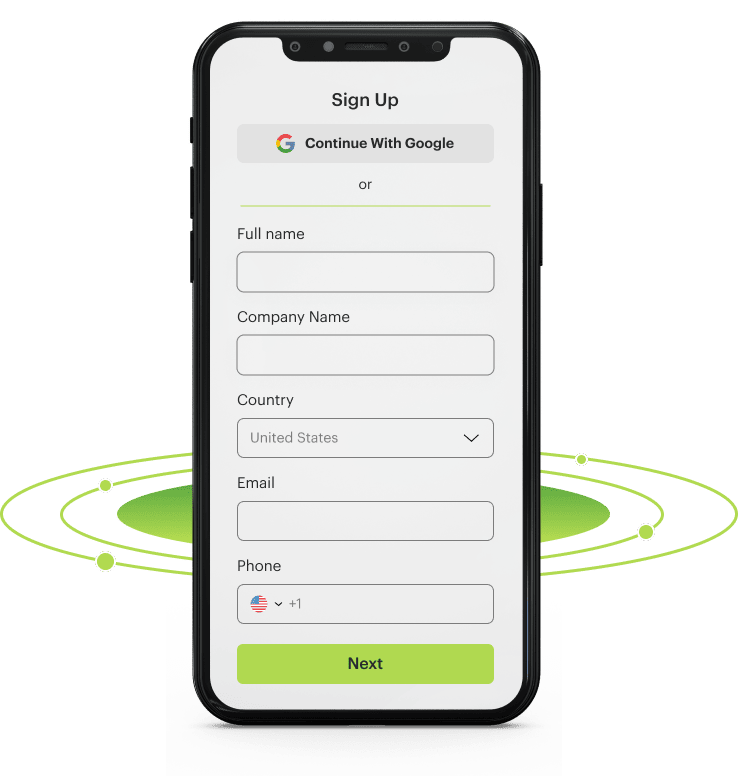 Sign Up
Continue With Google
or
Full name
Company Name
Country
United States
Email
Phone
+1
Next